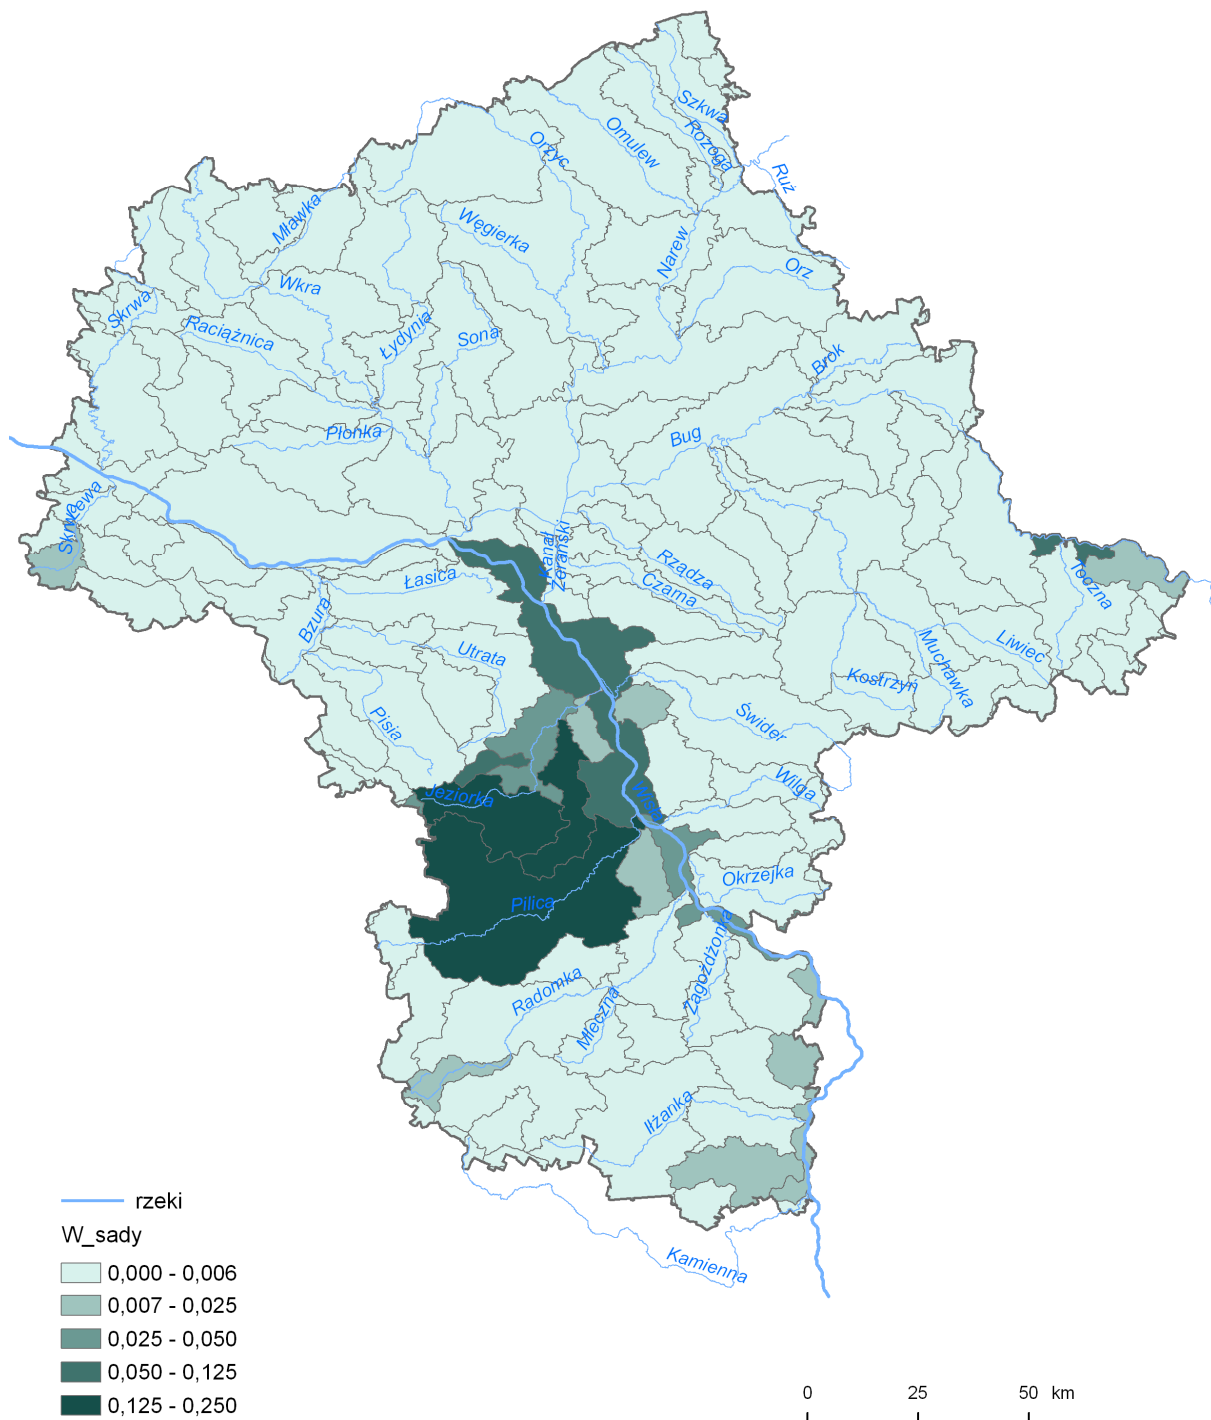 Szkwa
Rozoga
Omulew
Orzyc
Ruż
Mławka
Węgierka
Narew
Orz
Wkra
Skrwa
Raciążnica
Łydynia
Sona
Brok
Płonka
Bug
Skrwa Lewa
Kanał
Żerański
Rządza
Czarna
Łasica
Toczna
Bzura
Utrata
Liwiec
Muchawka
Kostrzyń
Pisia
Świder
Wilga
Jeziorka
Okrzejka
Pilica
Zagożdżonka
Radomka
Mleczna
Iłżanka
Kamienna
rzeki
W_sady
0,000 - 0,006
0,007 - 0,025
0,025 - 0,050
0,050 - 0,125
0,125 - 0,250
0 25 50 km